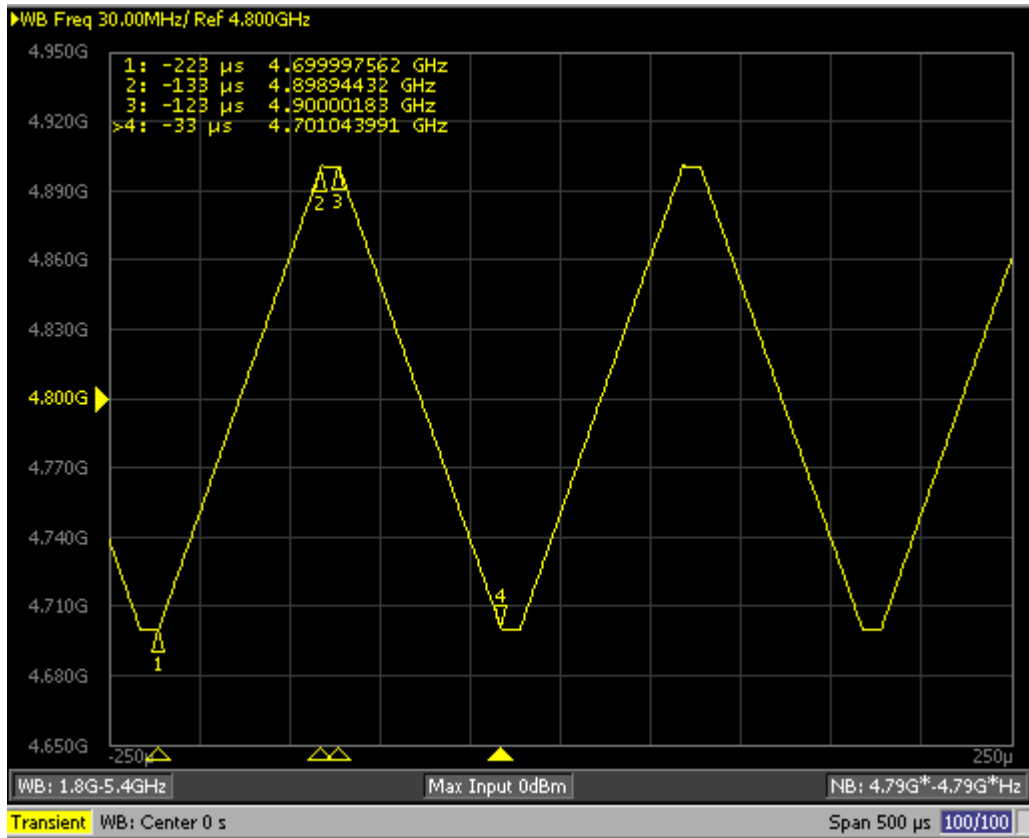 ▶WB Freq 30.00MHz/ Ref 4.800GHz
4.950G
1: -223 µs 4.699997562 GHz
2: -133 µs 4.89894432 GHz
3: -123 µs 4.90000183 GHz
>4: -33 µs 4.701043991 GHz
4.920G
4.890G
2 3
4.860G
4.830G
4.800G
4.770G
4.740G
4.710G
4
1
4.680G
4.650G
-250µ
250µ
WB: 1.8G-5.4GHz Max Input 0dBm NB: 4.79G*-4.79G*Hz
Transient WB: Center 0 s Span 500 µs 100/100